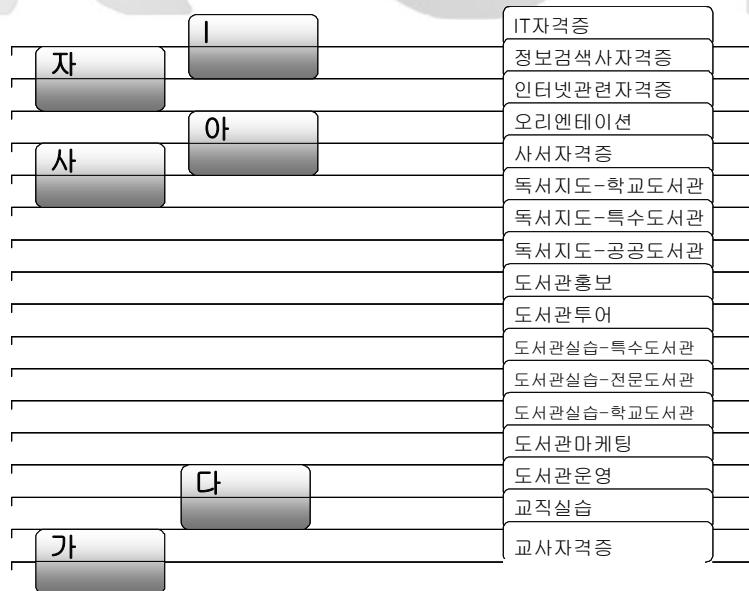 I
IT자격증
자
정보검색사자격증
인터넷관련자격증
아
오리엔테이션
사
사서자격증
독서지도-학교도서관
독서지도-특수도서관
독서지도-공공도서관
도서관홍보
도서관투어
도서관실습-특수도서관
도서관실습-전문도서관
도서관실습-학교도서관
도서관마케팅
다
도서관운영
교직실습
가
교사자격증